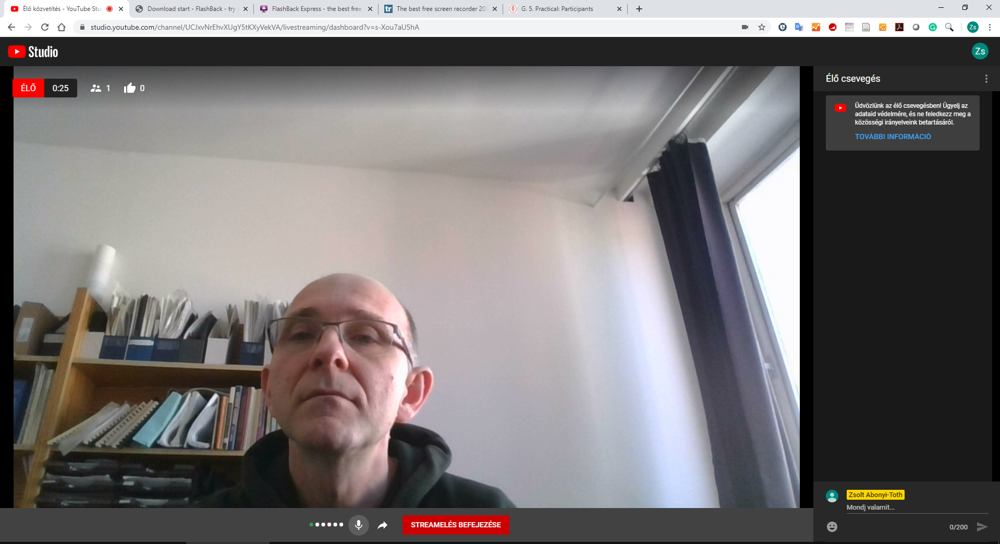 Élő közvetítés - YouTube Stu
Download start - FlashBack - try
FlashBack Express - the best free
tr
The best free screen recorder 202
G. 5. Practical: Participants
studio.youtube.com/channel/UCJxvNrEhvXUgY5tKXyVekVA/livestreaming/dashboard?v=s-Xou7aU5hA
Zs
Studio
Zs
ÉLŐ 0:25 1 0
Élő csevegés
Üdvözlünk az élő csevegésben! Ügyelj az
adataid védelmére, és ne feledkezz meg a
közösségi irányelveink betartásáról.
TOVÁBBI INFORMÁCIÓ
Zsolt Abonyi-Toth
Mondj valamit...
0/200
STREAMELÉS BEFEJEZÉSE